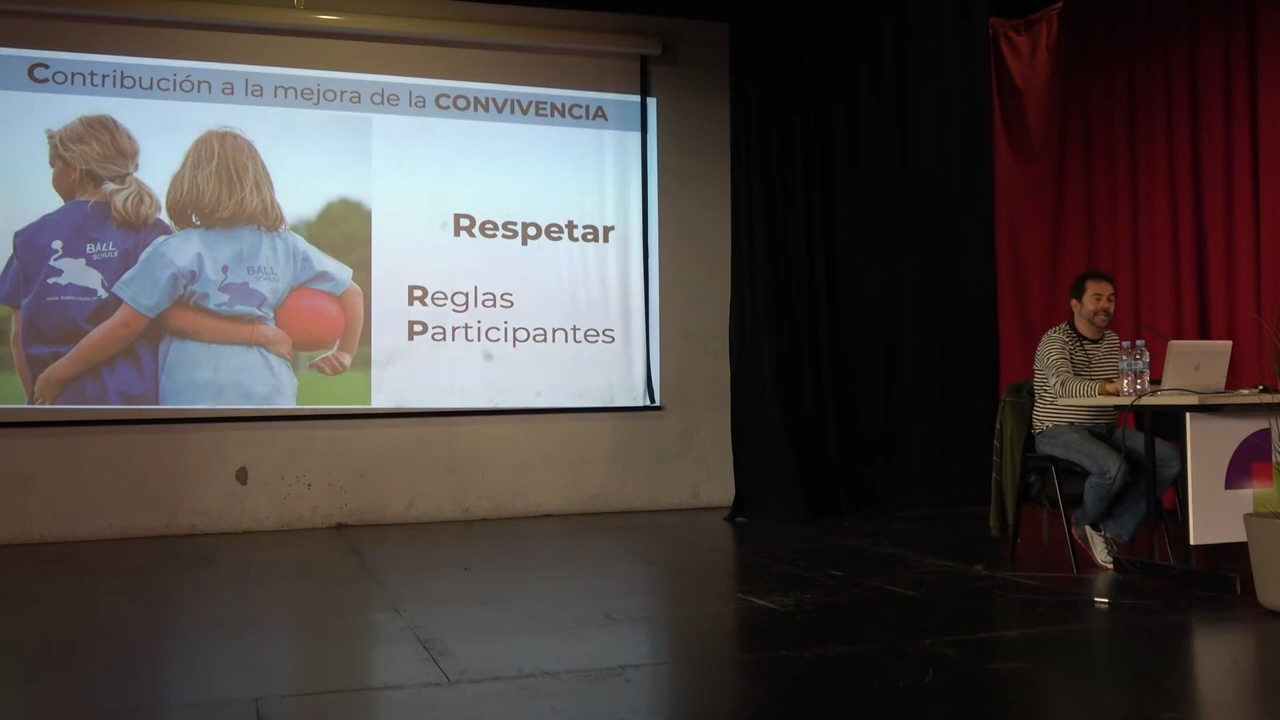 Contribución a la mejora de la CONVIVENCIA
BALL
SCHULE
BALL
SCHULE
Respetar
Reglas
Participantes